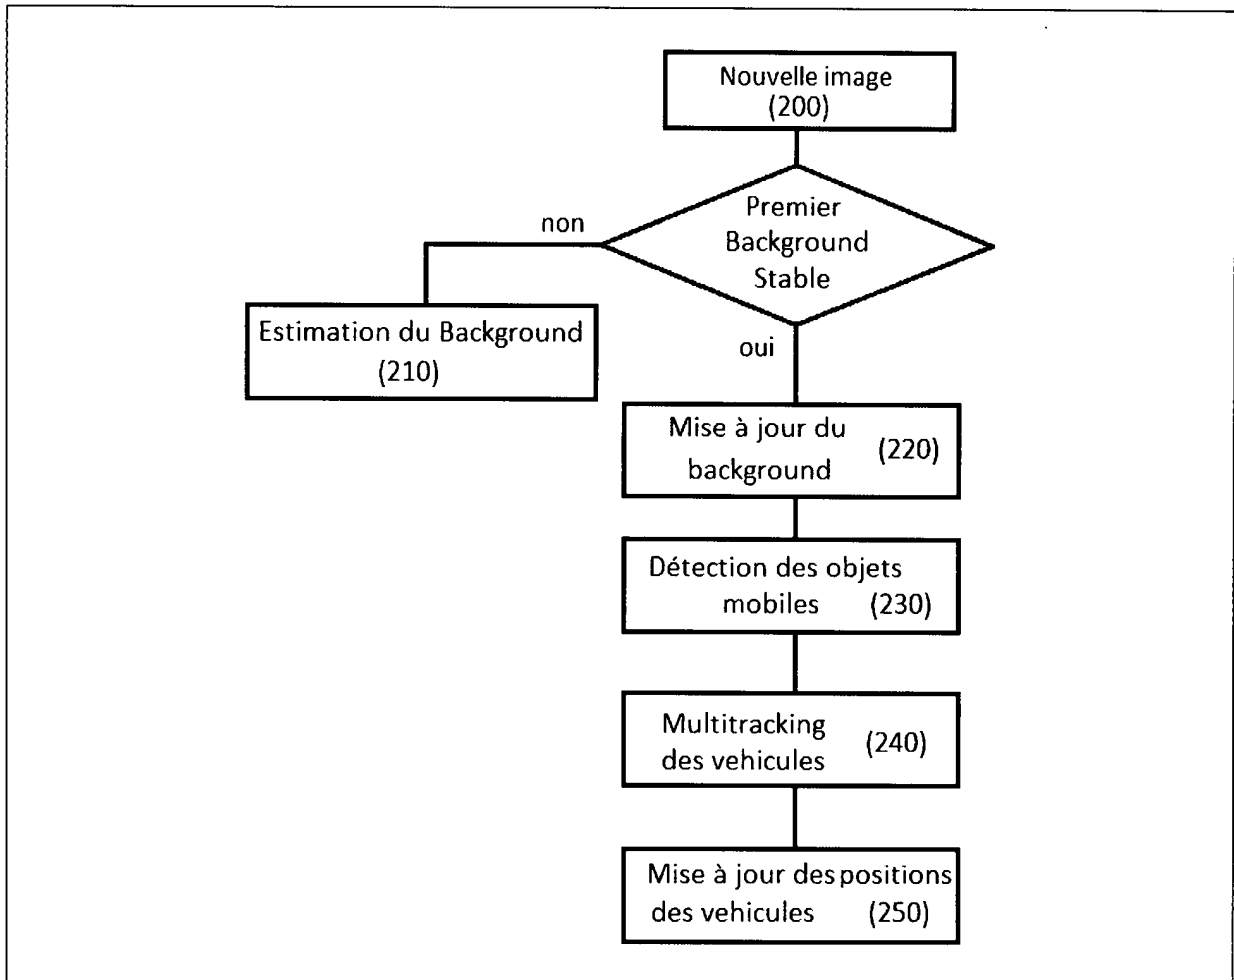 Nouvelle image
(200)
Premier
Background
Stable
non
oui
Estimation du Background
(210)
Mise à jour du
background (220)
Détection des objets
mobiles (230)
Multitracking
des vehicules (240)
Mise à jour des positions
des vehicules (250)